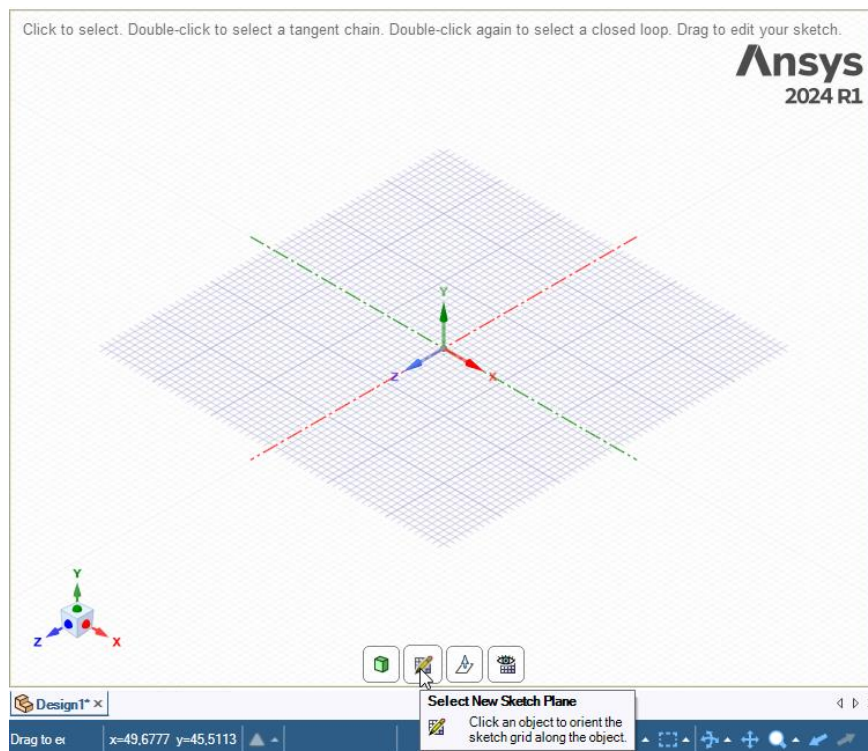 Click to select. Double-click to select a tangent chain. Double-click again to select a closed loop. Drag to edit your sketch.
Ansys
2024 R1
Y
Z
X
Y
Z
X
Design1*
Select New Sketch Plane
Click an object to orient the
sketch grid along the object.
Drag to e
x=49,6777 y=45,5113